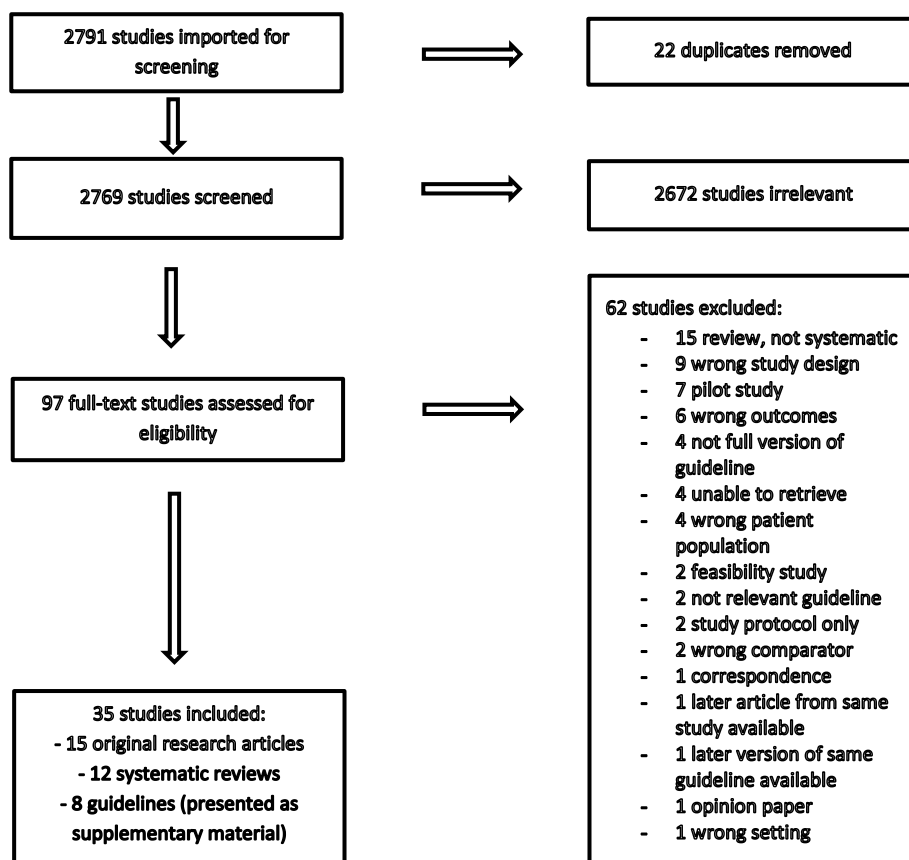 2791 studies imported for
screening
22 duplicates removed
2769 studies screened
2672 studies irrelevant
97 full-text studies assessed for
eligibility
62 studies excluded:
- 15 review, not systematic
- 9 wrong study design
- 7 pilot study
- 6 wrong outcomes
- 4 not full version of
guideline
- 4 unable to retrieve
- 4 wrong patient
population
- 2 feasibility study
- 2 not relevant guideline
- 2 study protocol only
- 2 wrong comparator
- 1 correspondence
- 1 later article from same
study available
- 1 later version of same
guideline available
- 1 opinion paper
- 1 wrong setting
35 studies included:
- 15 original research articles
- 12 systematic reviews
- 8 guidelines (presented as
supplementary material)